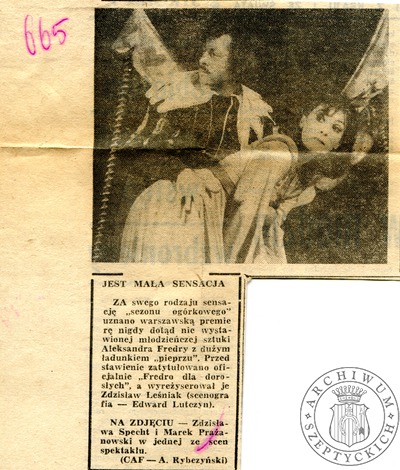 665
JEST MAŁA SENSACJA
ZA swego rodzaju sensa-
cję „sezonu ogórkowego”
uznano warszawską premie
rę nigdy dotąd nie wysta-
wionej młodzieńczej sztuki
Aleksandra Fredry z dużym
ładunkiem „pieprzu”. Przed
stawienie zatytułowano ofi-
cjalnie „Fredro dla doro-
słych”, a wyreżyserował je
Zdzisław Leśniak (scenogra
fia — Edward Lutczyn).
NA ZDJĘCIU — Zdzisła-
wa Specht i Marek Praża-
nowski w jednej ze scen
spektaklu.
(CAF — A. Rybczyński)
ARCHIWUM
SZEPTYCKICH